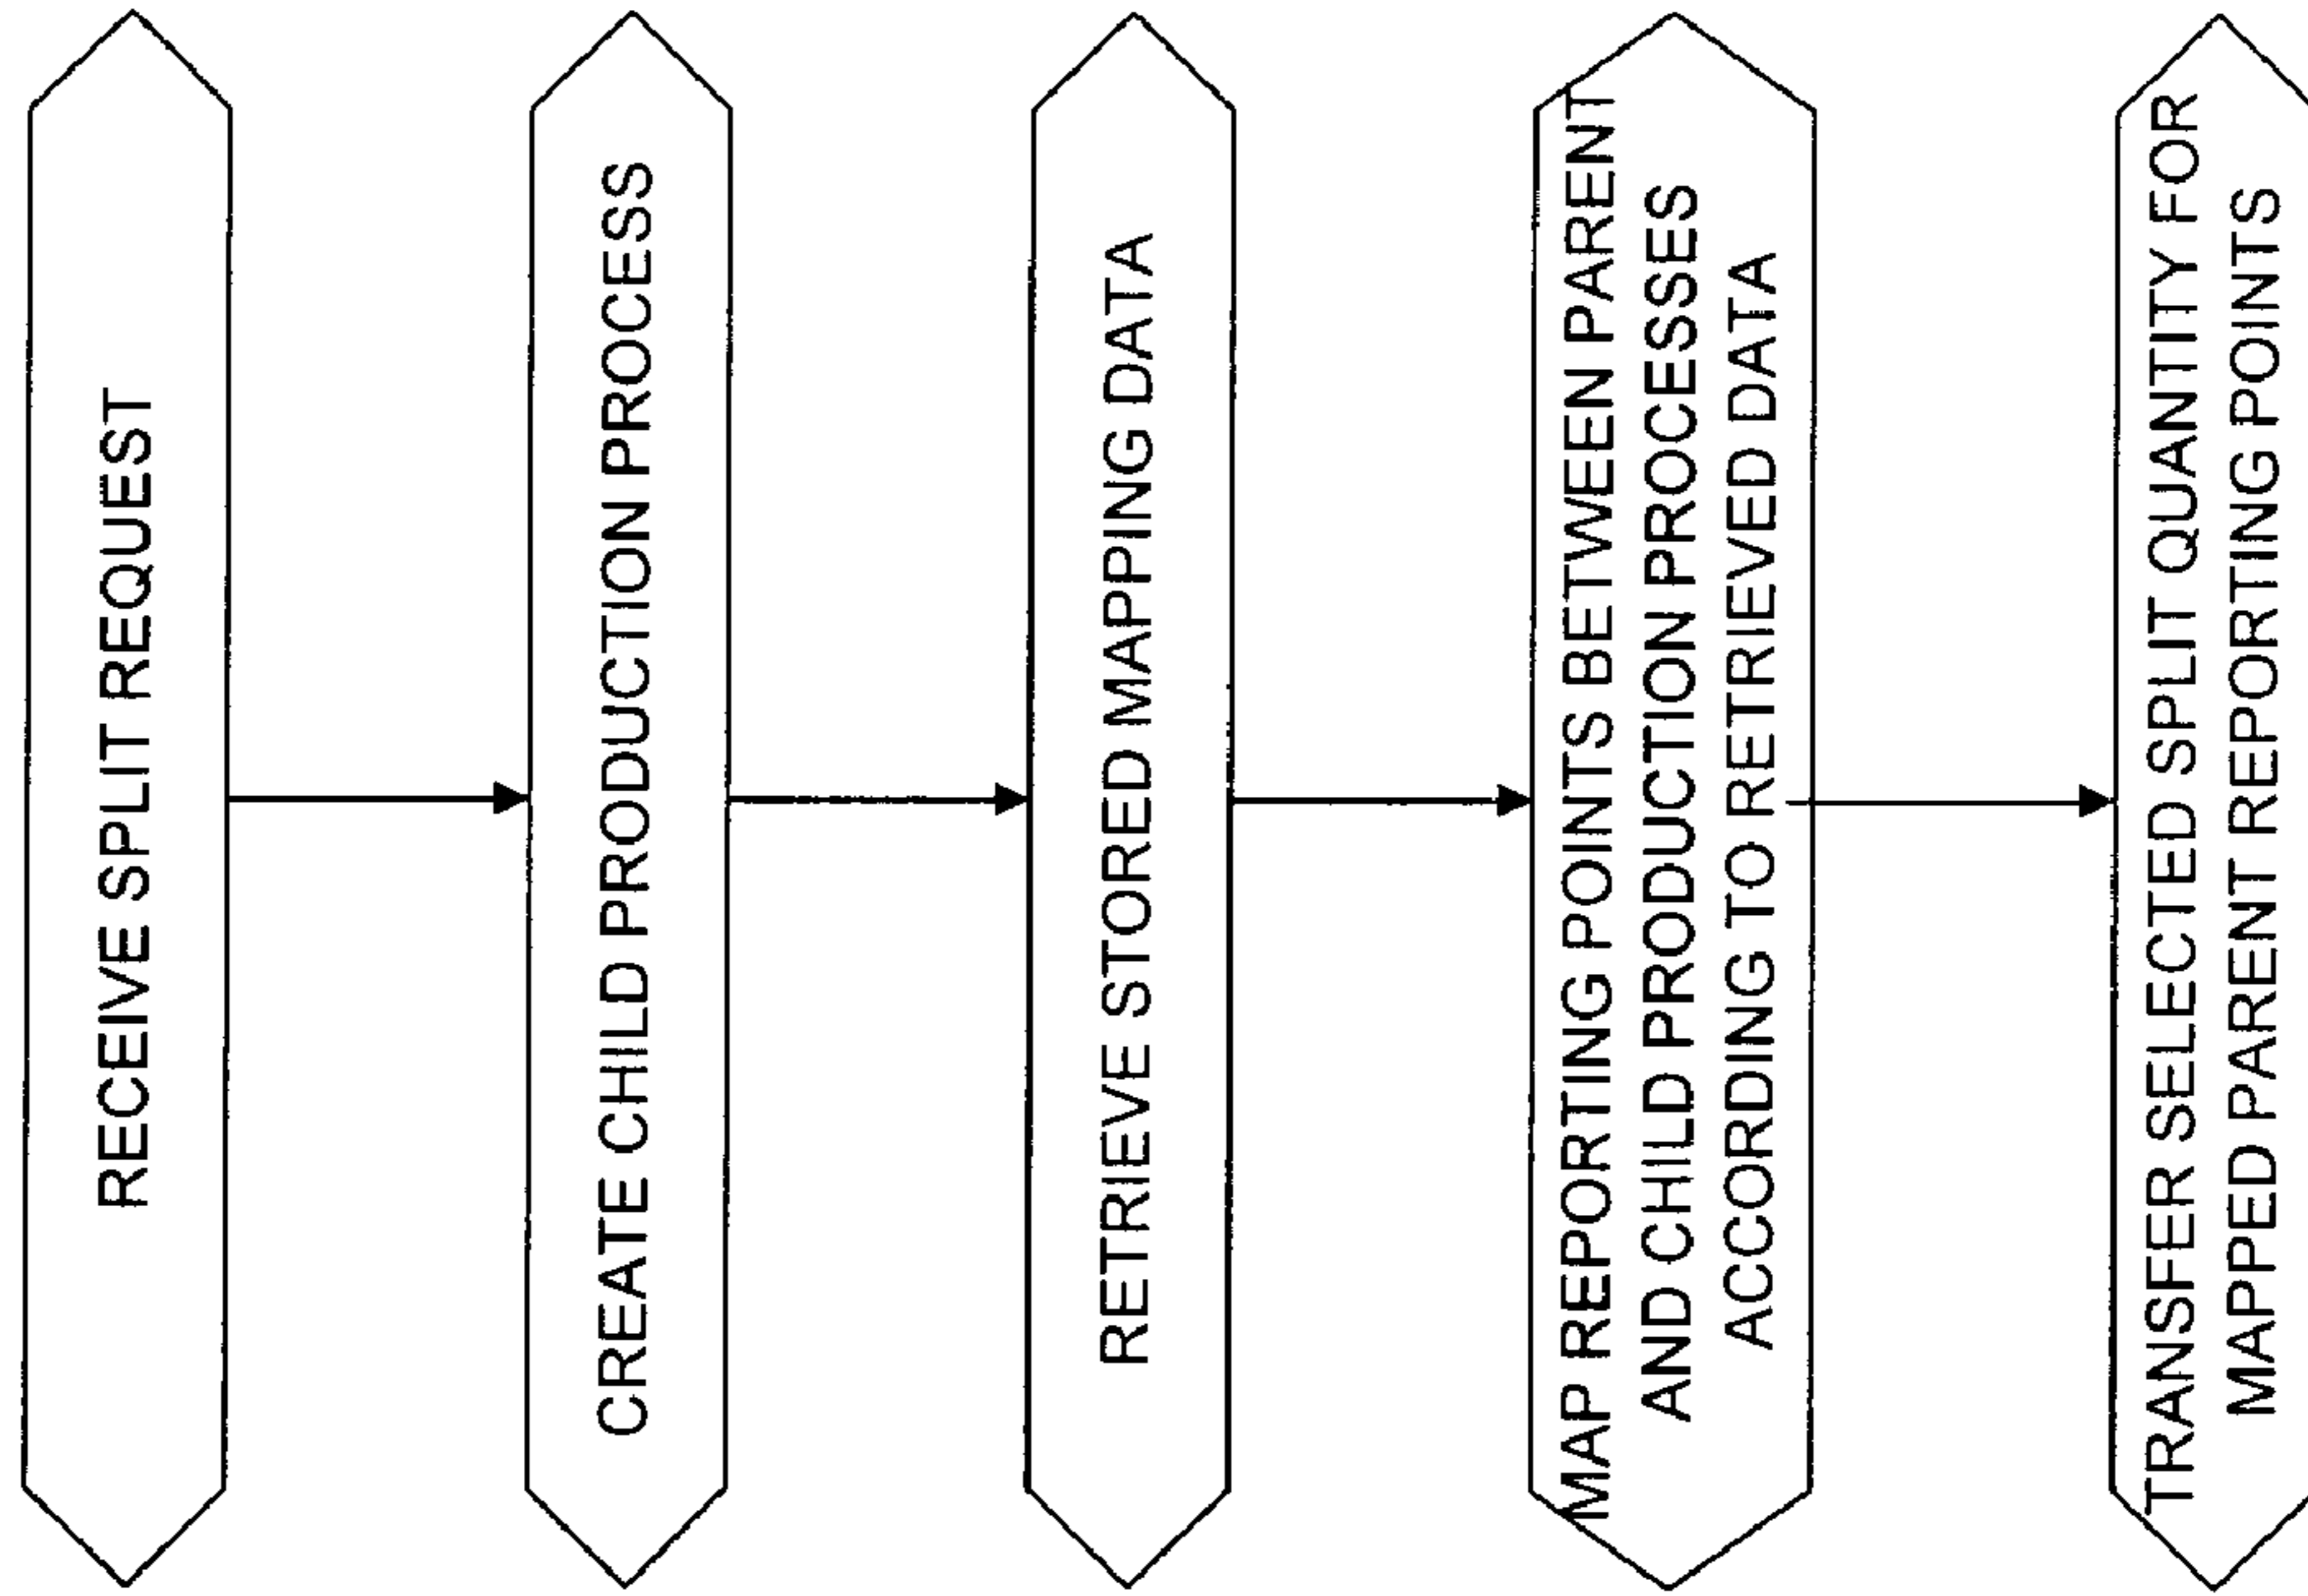 RECEIVE SPLIT REQUEST
CREATE CHILD PRODUCTION PROCESS
RETRIEVE STORED MAPPING DATA
MAP REPORTING POINTS BETWEEN PARENT
AND CHILD PRODUCTION PROCESSES
ACCORDING TO RETRIEVED DATA
TRANSFER SELECTED SPLIT QUANTITY FOR
MAPPED PARENT REPORTING POINTS